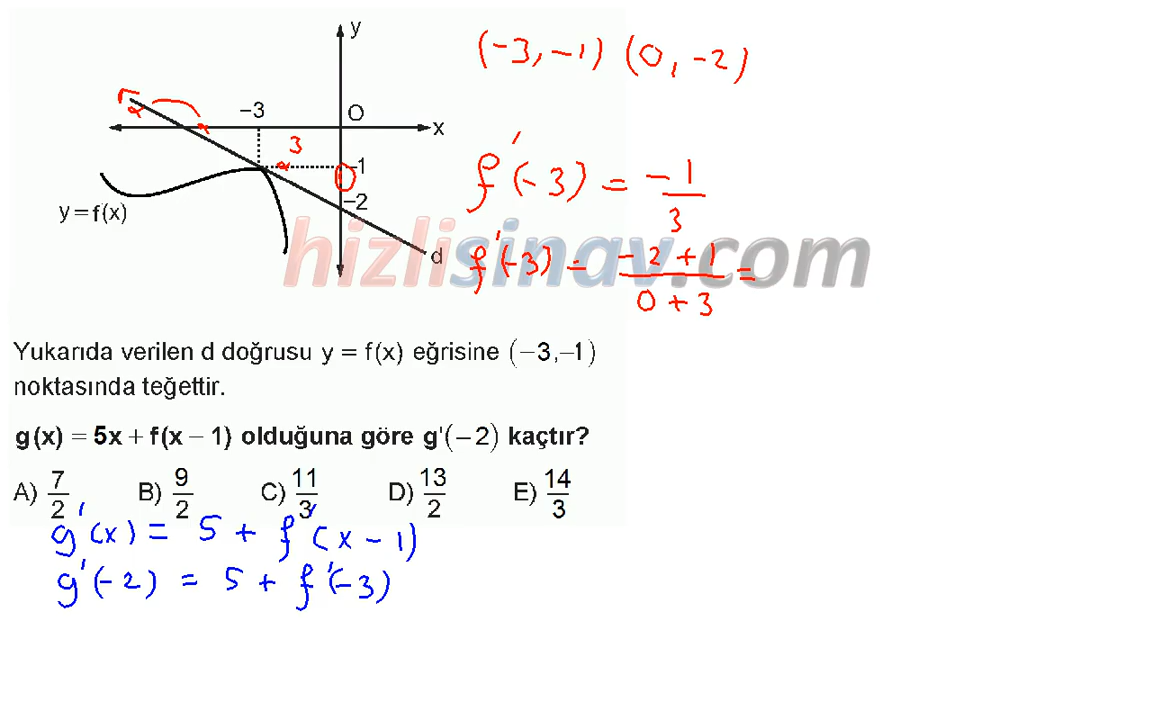 y
(-3, -1) (0, -2)
-3
O
x
3
-1
f'(-3) = -1/3
-2
y = f(x)
d
hizlisinav.com
f'(-3) = -2+1/0+3 =
Yukarıda verilen d doğrusu y = f(x) eğrisine (-3,-1)
noktasında teğettir.
g(x) = 5x + f(x - 1) olduğuna göre g'(-2) kaçtır?
A) 7/2 B) 9/2 C) 11/3 D) 13/2 E) 14/3
g'(x) = 5 + f'(x - 1)
g'(-2) = 5 + f'(-3)